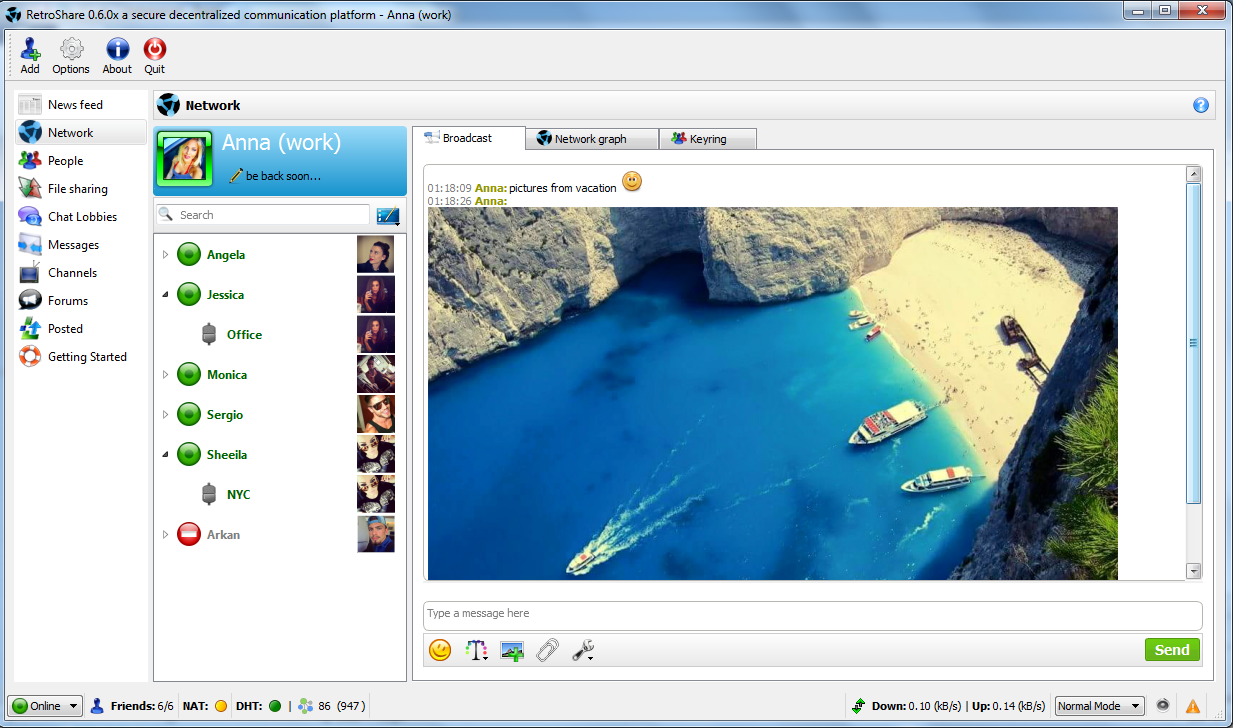 RetroShare 0.6.0x a secure decentralized communication platform - Anna (work)
Add Options About Quit
News feed
Network
People
File sharing
Chat Lobbies
Messages
Channels
Forums
Posted
Getting Started
Network
Anna (work)
be back soon...
Search
Angela
Jessica
Office
Monica
Sergio
Sheeila
NYC
Arkan
Broadcast Network graph Keyring
01:18:09 Anna: pictures from vacation
01:18:26 Anna:
Type a message here
Send
Online Friends: 6/6 NAT: DHT: | 86 (947) Down: 0.10 (kB/s) | Up: 0.14 (kB/s) Normal Mode